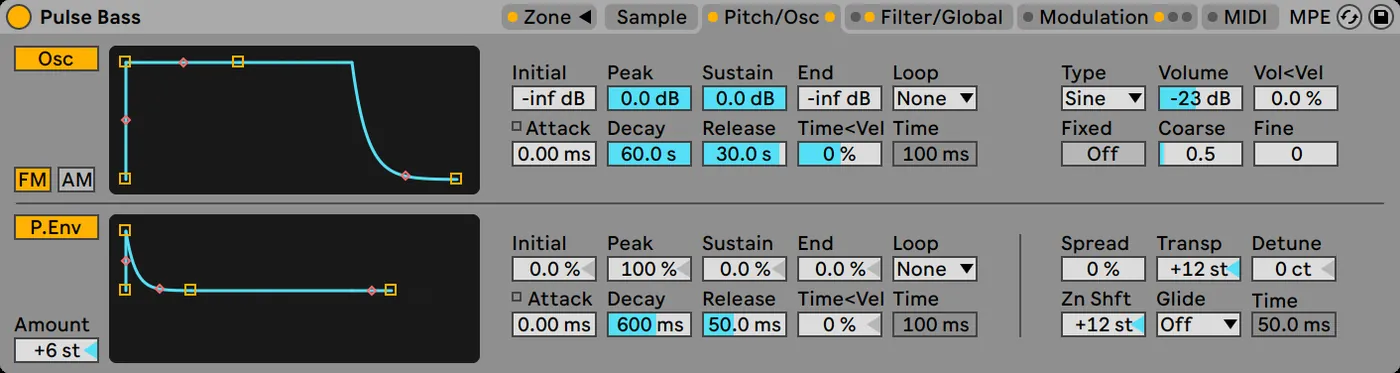 Pulse Bass Zone Sample Pitch/Osc Filter/Global Modulation MIDI MPE
Osc
Initial Peak Sustain End Loop Type Volume Vol<Vel
-inf dB 0.0 dB 0.0 dB -inf dB None Sine -23 dB 0.0 %
Attack Decay Release Time<Vel Time Fixed Coarse Fine
0.00 ms 60.0 s 30.0 s 0 % 100 ms Off 0.5 0
FM AM
P.Env
Initial Peak Sustain End Loop Spread Transp Detune
0.0 % 100 % 0.0 % 0.0 % None 0 % +12 st 0 ct
Attack Decay Release Time<Vel Time Zn Shft Glide Time
0.00 ms 600 ms 50.0 ms 0 % 100 ms +12 st Off 50.0 ms
Amount
+6 st